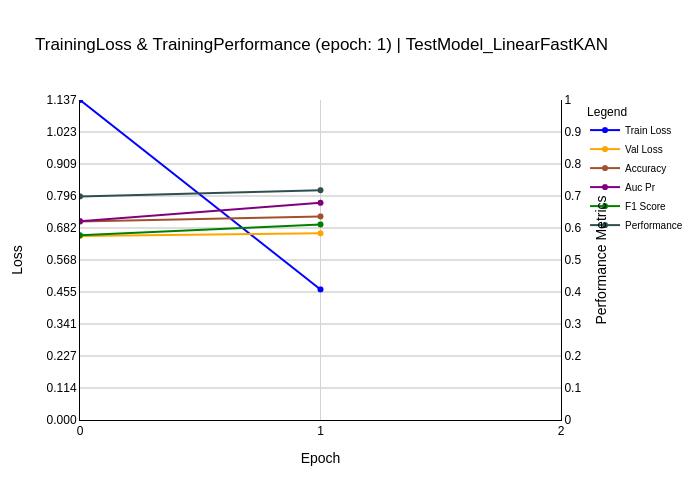 TrainingLoss & TrainingPerformance (epoch: 1) | TestModel_LinearFastKAN
1.137
1.023
0.909
0.796
0.682
0.568
0.455
0.341
0.227
0.114
0.000
Loss
0
1
2
Epoch
1
0.9
0.8
0.7
0.6
0.5
0.4
0.3
0.2
0.1
0
Performance Metrics
Legend
Train Loss
Val Loss
Accuracy
Auc Pr
F1 Score
Performance